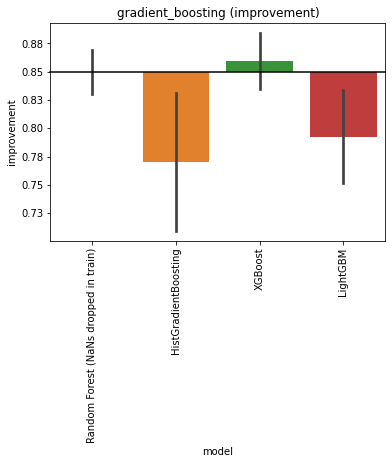 gradient_boosting (improvement)
improvement
0.88
0.85
0.83
0.80
0.78
0.75
0.73
Random Forest (NaNs dropped in train)
HistGradientBoosting
XGBoost
LightGBM
model